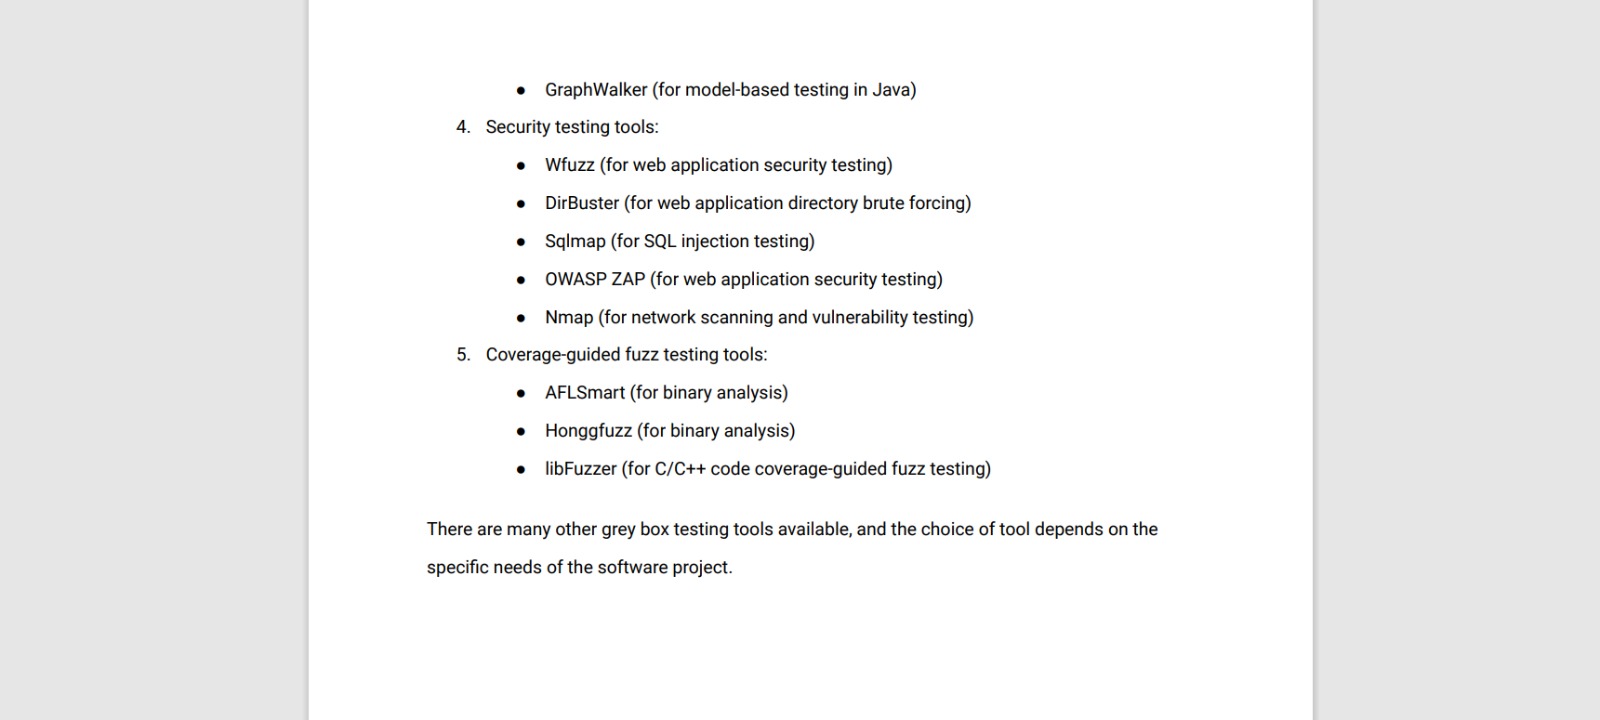 ● GraphWalker (for model-based testing in Java)
4. Security testing tools:
● Wfuzz (for web application security testing)
● DirBuster (for web application directory brute forcing)
● Sqlmap (for SQL injection testing)
● OWASP ZAP (for web application security testing)
● Nmap (for network scanning and vulnerability testing)
5. Coverage-guided fuzz testing tools:
● AFLSmart (for binary analysis)
● Honggfuzz (for binary analysis)
● libFuzzer (for C/C++ code coverage-guided fuzz testing)
There are many other grey box testing tools available, and the choice of tool depends on the
specific needs of the software project.